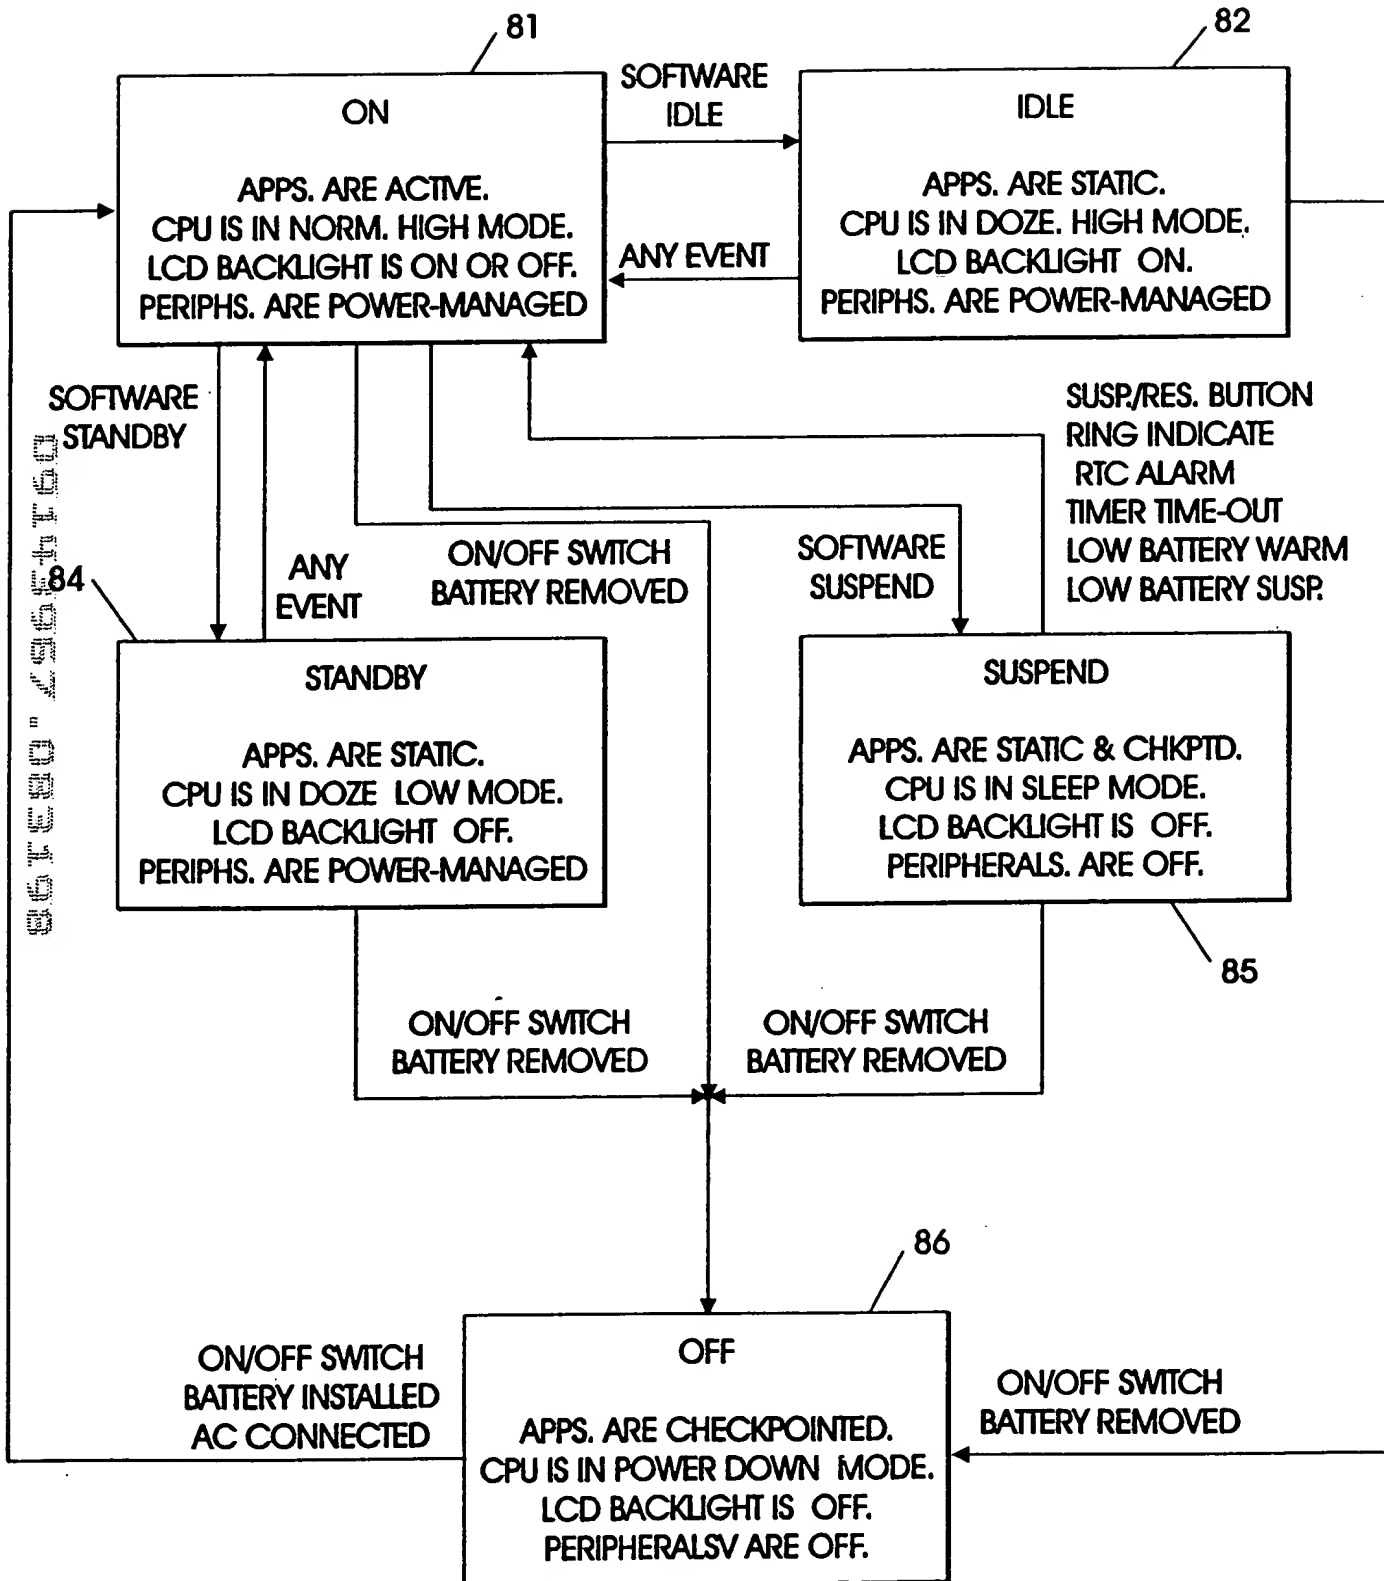 81
82
ON
APPS. ARE ACTIVE.
CPU IS IN NORM. HIGH MODE.
LCD BACKLIGHT IS ON OR OFF.
PERIPHS. ARE POWER-MANAGED
SOFTWARE
IDLE
ANY EVENT
IDLE
APPS. ARE STATIC.
CPU IS IN DOZE. HIGH MODE.
LCD BACKLIGHT ON.
PERIPHS. ARE POWER-MANAGED
SOFTWARE
STANDBY
ANY
EVENT
ON/OFF SWITCH
BATTERY REMOVED
SOFTWARE
SUSPEND
SUSP./RES. BUTTON
RING INDICATE
RTC ALARM
TIMER TIME-OUT
LOW BATTERY WARM
LOW BATTERY SUSP.
84
STANDBY
APPS. ARE STATIC.
CPU IS IN DOZE LOW MODE.
LCD BACKLIGHT OFF.
PERIPHS. ARE POWER-MANAGED
SUSPEND
APPS. ARE STATIC & CHKPTD.
CPU IS IN SLEEP MODE.
LCD BACKLIGHT IS OFF.
PERIPHERALS. ARE OFF.
85
ON/OFF SWITCH
BATTERY REMOVED
ON/OFF SWITCH
BATTERY REMOVED
86
ON/OFF SWITCH
BATTERY INSTALLED
AC CONNECTED
OFF
APPS. ARE CHECKPOINTED.
CPU IS IN POWER DOWN MODE.
LCD BACKLIGHT IS OFF.
PERIPHERALSV ARE OFF.
ON/OFF SWITCH
BATTERY REMOVED
09143957.083198